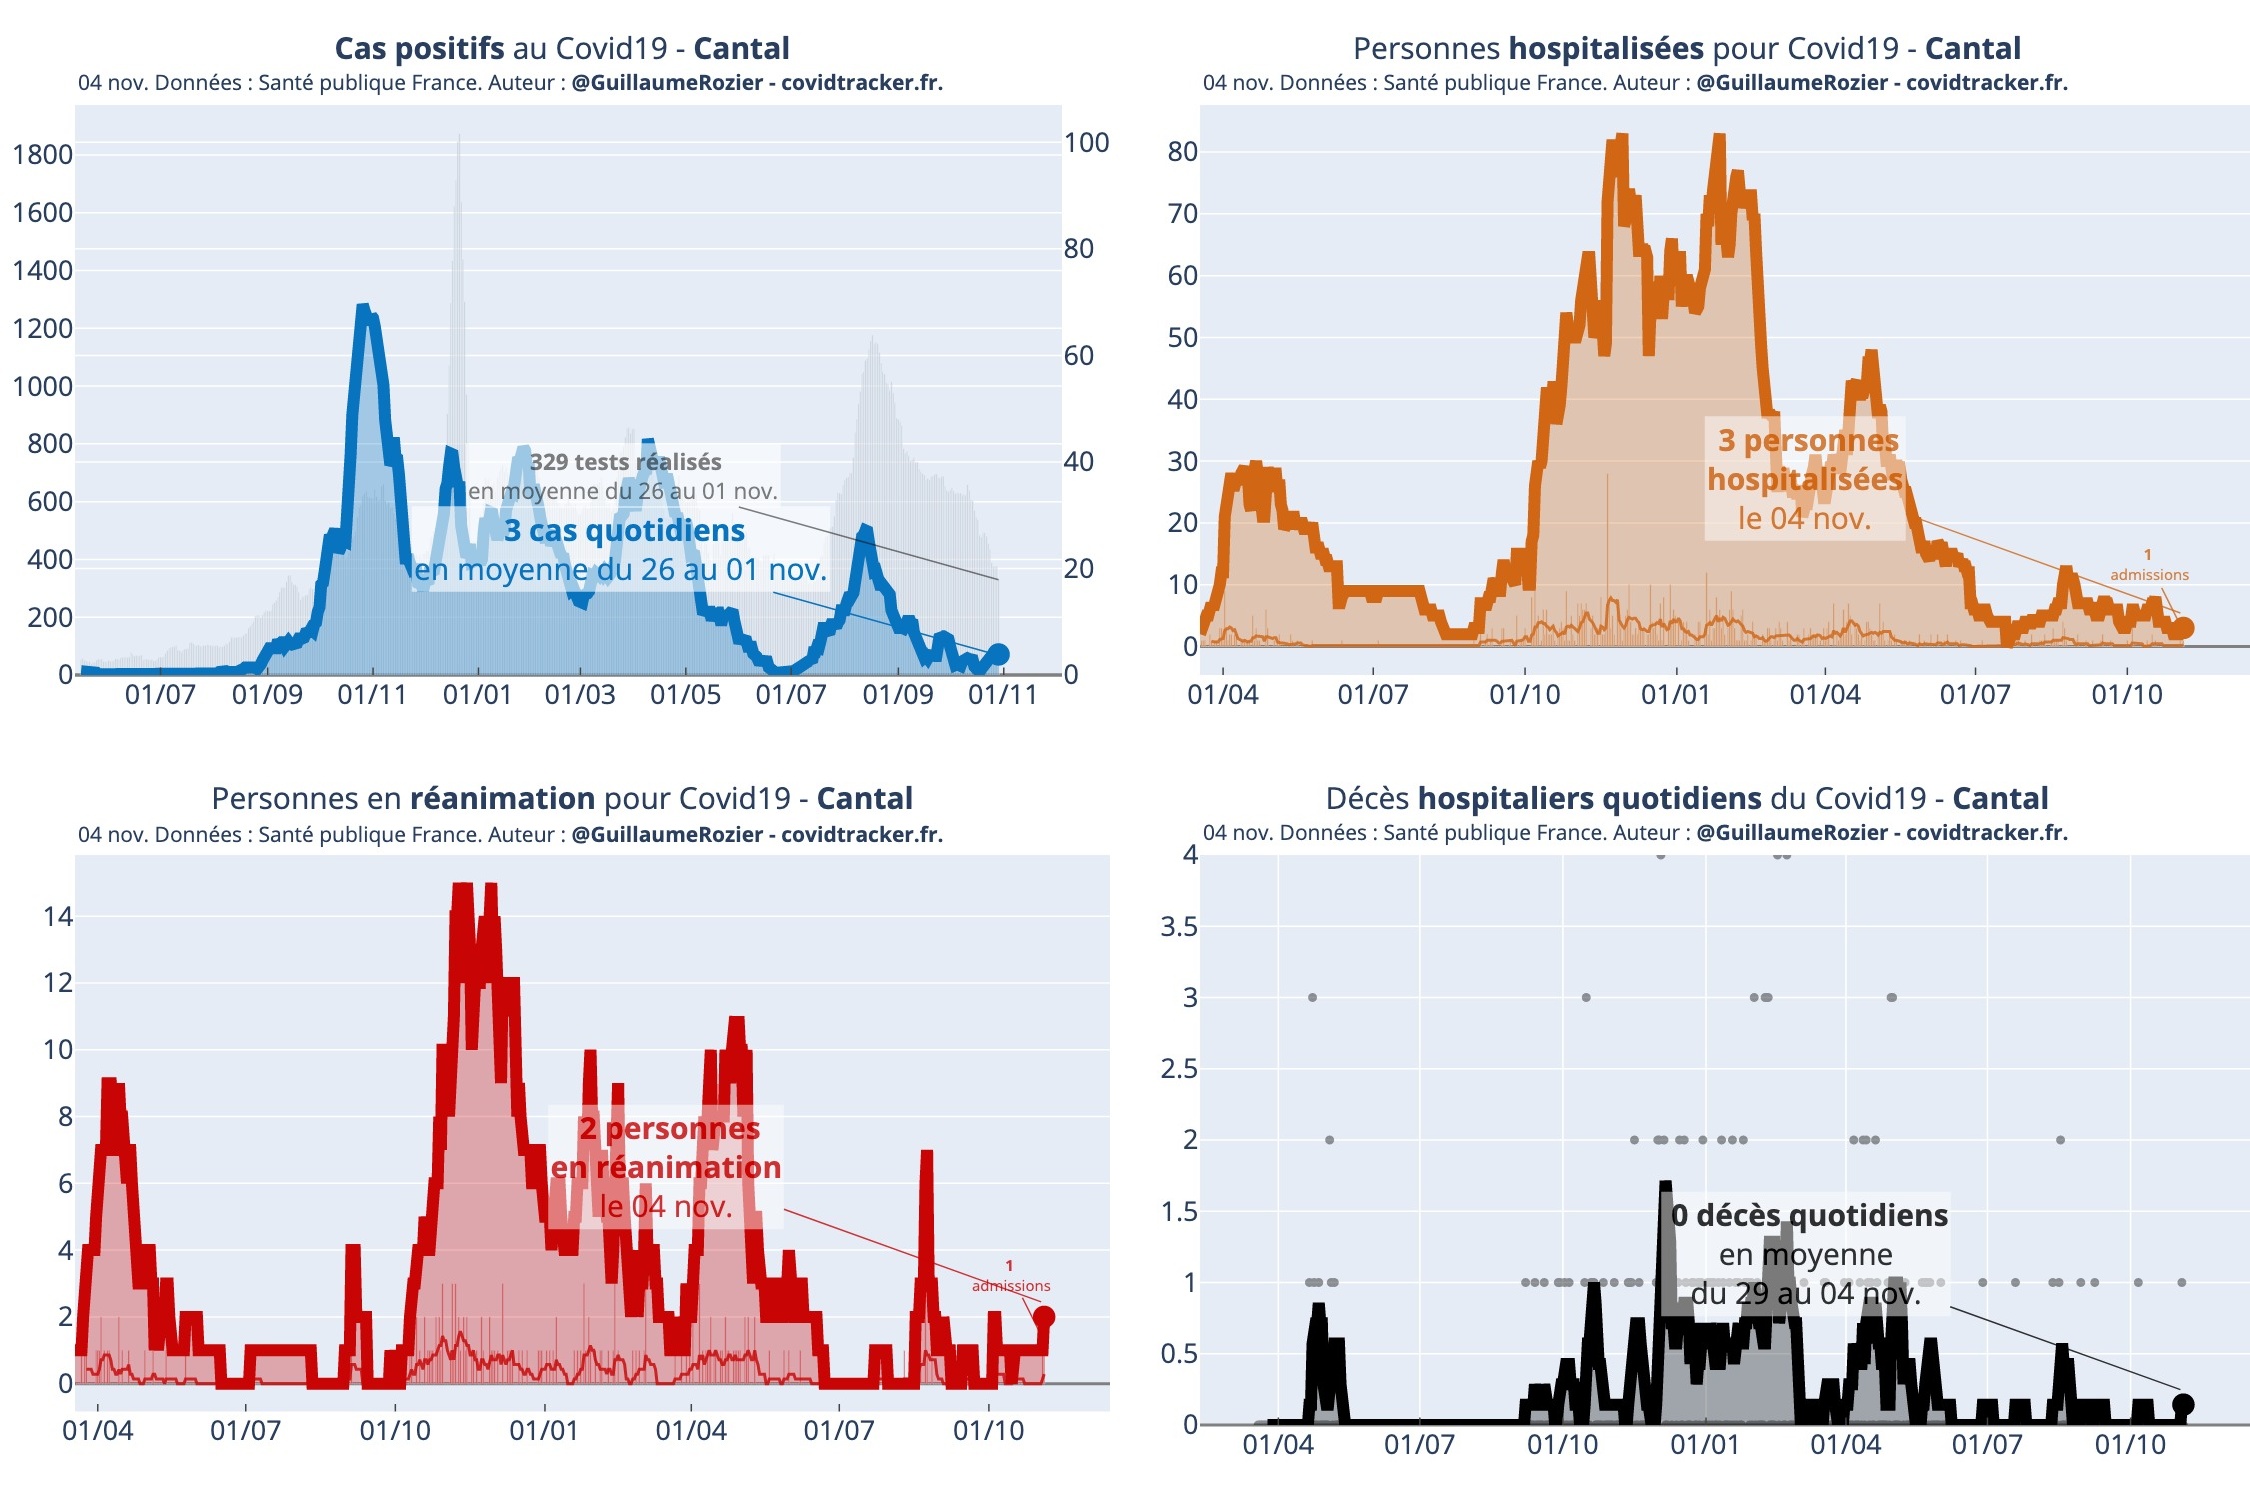 Cas positifs au Covid19 - Cantal
04 nov. Données : Santé publique France. Auteur : @GuillaumeRozier - covidtracker.fr.
1800
1600
1400
1200
1000
800
600
400
200
0
100
80
60
40
20
0
329 tests réalisés
en moyenne du 26 au 01 nov.
3 cas quotidiens
en moyenne du 26 au 01 nov.
01/07 01/09 01/11 01/01 01/03 01/05 01/07 01/09 01/11
Personnes hospitalisées pour Covid19 - Cantal
04 nov. Données : Santé publique France. Auteur : @GuillaumeRozier - covidtracker.fr.
80
70
60
50
40
30
20
10
0
3 personnes
hospitalisées
le 04 nov.
1
admissions
01/04 01/07 01/10 01/01 01/04 01/07 01/10
Personnes en réanimation pour Covid19 - Cantal
04 nov. Données : Santé publique France. Auteur : @GuillaumeRozier - covidtracker.fr.
14
12
10
8
6
4
2
0
2 personnes
en réanimation
le 04 nov.
1
admissions
01/04 01/07 01/10 01/01 01/04 01/07 01/10
Décès hospitaliers quotidiens du Covid19 - Cantal
04 nov. Données : Santé publique France. Auteur : @GuillaumeRozier - covidtracker.fr.
4
3.5
3
2.5
2
1.5
1
0.5
0
0 décès quotidiens
en moyenne
du 29 au 04 nov.
01/04 01/07 01/10 01/01 01/04 01/07 01/10